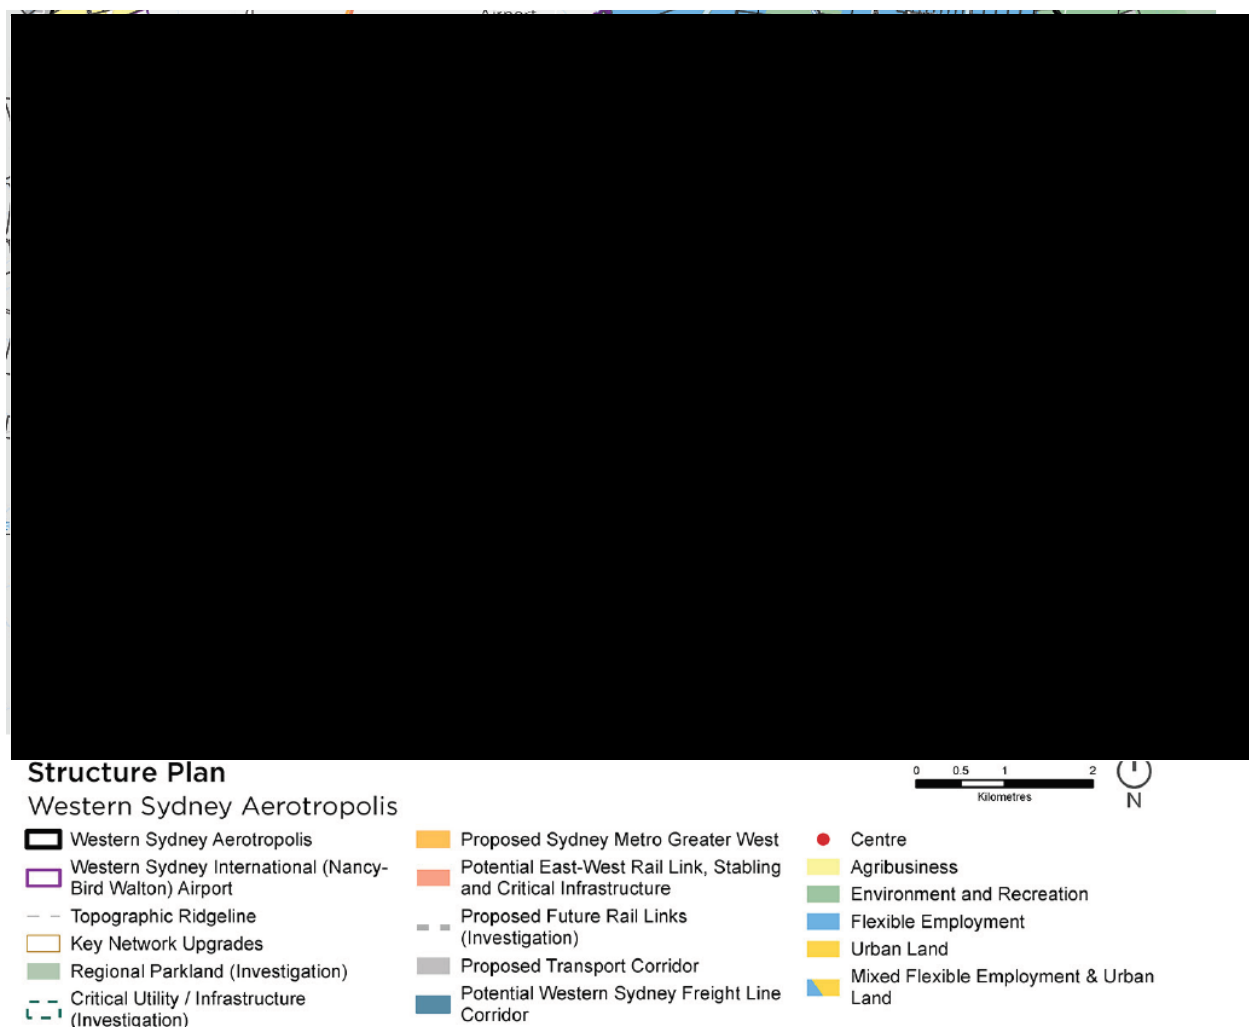 Airport
Structure Plan
Western Sydney Aerotropolis
0 0.5 1 2
Kilometres
N
Western Sydney Aerotropolis
Western Sydney International (Nancy-
Bird Walton) Airport
Topographic Ridgeline
Key Network Upgrades
Regional Parkland (Investigation)
Critical Utility / Infrastructure
(Investigation)
Proposed Sydney Metro Greater West
Potential East-West Rail Link, Stabling
and Critical Infrastructure
Proposed Future Rail Links
(Investigation)
Proposed Transport Corridor
Potential Western Sydney Freight Line
Corridor
Centre
Agribusiness
Environment and Recreation
Flexible Employment
Urban Land
Mixed Flexible Employment & Urban
Land